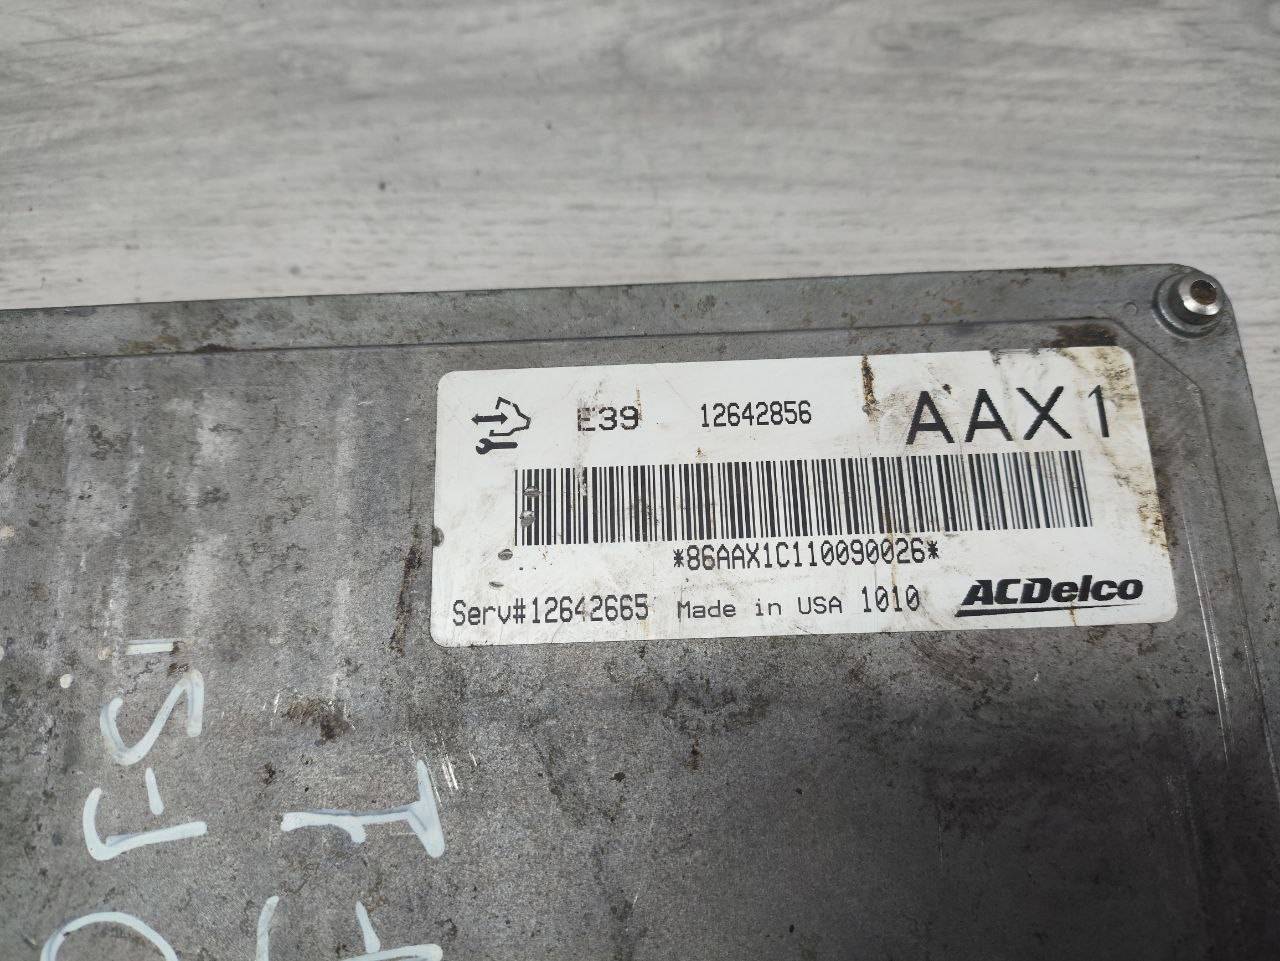 E39 12642856 AAX1
*86AAX1C110090026*
Serv#12642665 Made in USA 1010 ACDelco